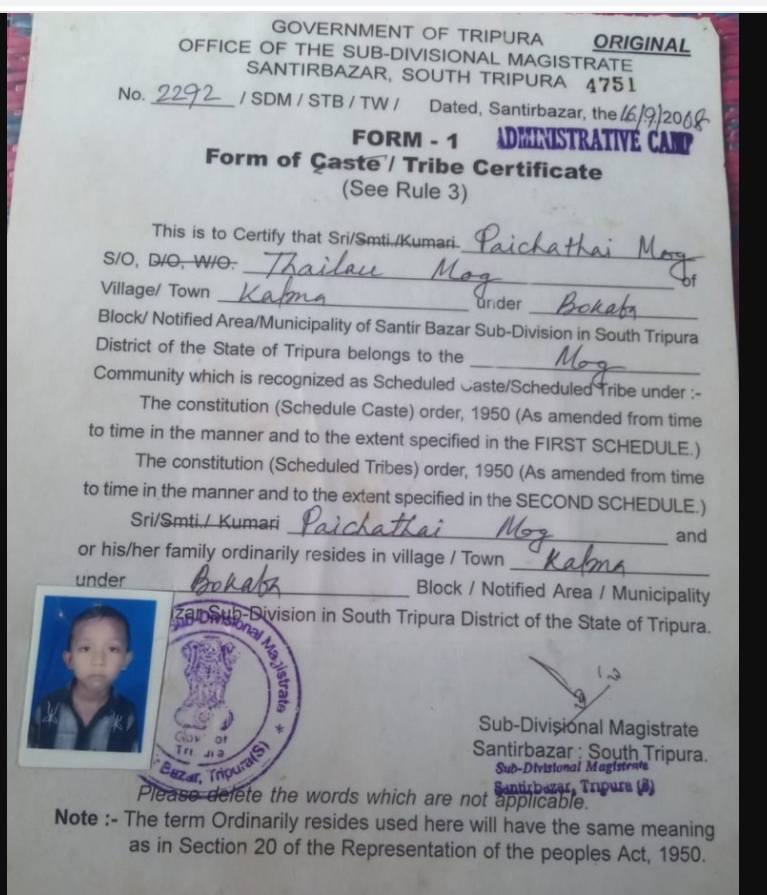 GOVERNMENT OF TRIPURA
ORIGINAL
OFFICE OF THE SUB-DIVISIONAL MAGISTRATE
SANTIRBAZAR, SOUTH TRIPURA 4751
No. 2292 / SDM / STB / TW / Dated, Santirbazar, the 16/9/2008
FORM - 1 ADMINISTRATIVE CAMP
Form of Caste / Tribe Certificate
(See Rule 3)
This is to Certify that Sri/Smti./Kumari. Paichathai Mog
S/O, D/O, W/O. Thailau Mog of
Village/ Town Kalma under Bokafa
Block/ Notified Area/Municipality of Santir Bazar Sub-Division in South Tripura
District of the State of Tripura belongs to the Mog
Community which is recognized as Scheduled Caste/Scheduled Tribe under :-
The constitution (Schedule Caste) order, 1950 (As amended from time
to time in the manner and to the extent specified in the FIRST SCHEDULE.)
The constitution (Scheduled Tribes) order, 1950 (As amended from time
to time in the manner and to the extent specified in the SECOND SCHEDULE.)
Sri/Smti./ Kumari Paichathai Mog and
or his/her family ordinarily resides in village / Town Kalma
under Bokafa Block / Notified Area / Municipality
zar Sub-Division in South Tripura District of the State of Tripura.
Sub-Divisional Magistrate *
Gov of
Tri
Bazar, Tripura(S)
Sub-Divisional Magistrate
Santirbazar : South Tripura.
Sub-Divisional Magistrate
Santirbazar, Tripura (S)
Please delete the words which are not applicable.
Note :- The term Ordinarily resides used here will have the same meaning
as in Section 20 of the Representation of the peoples Act, 1950.